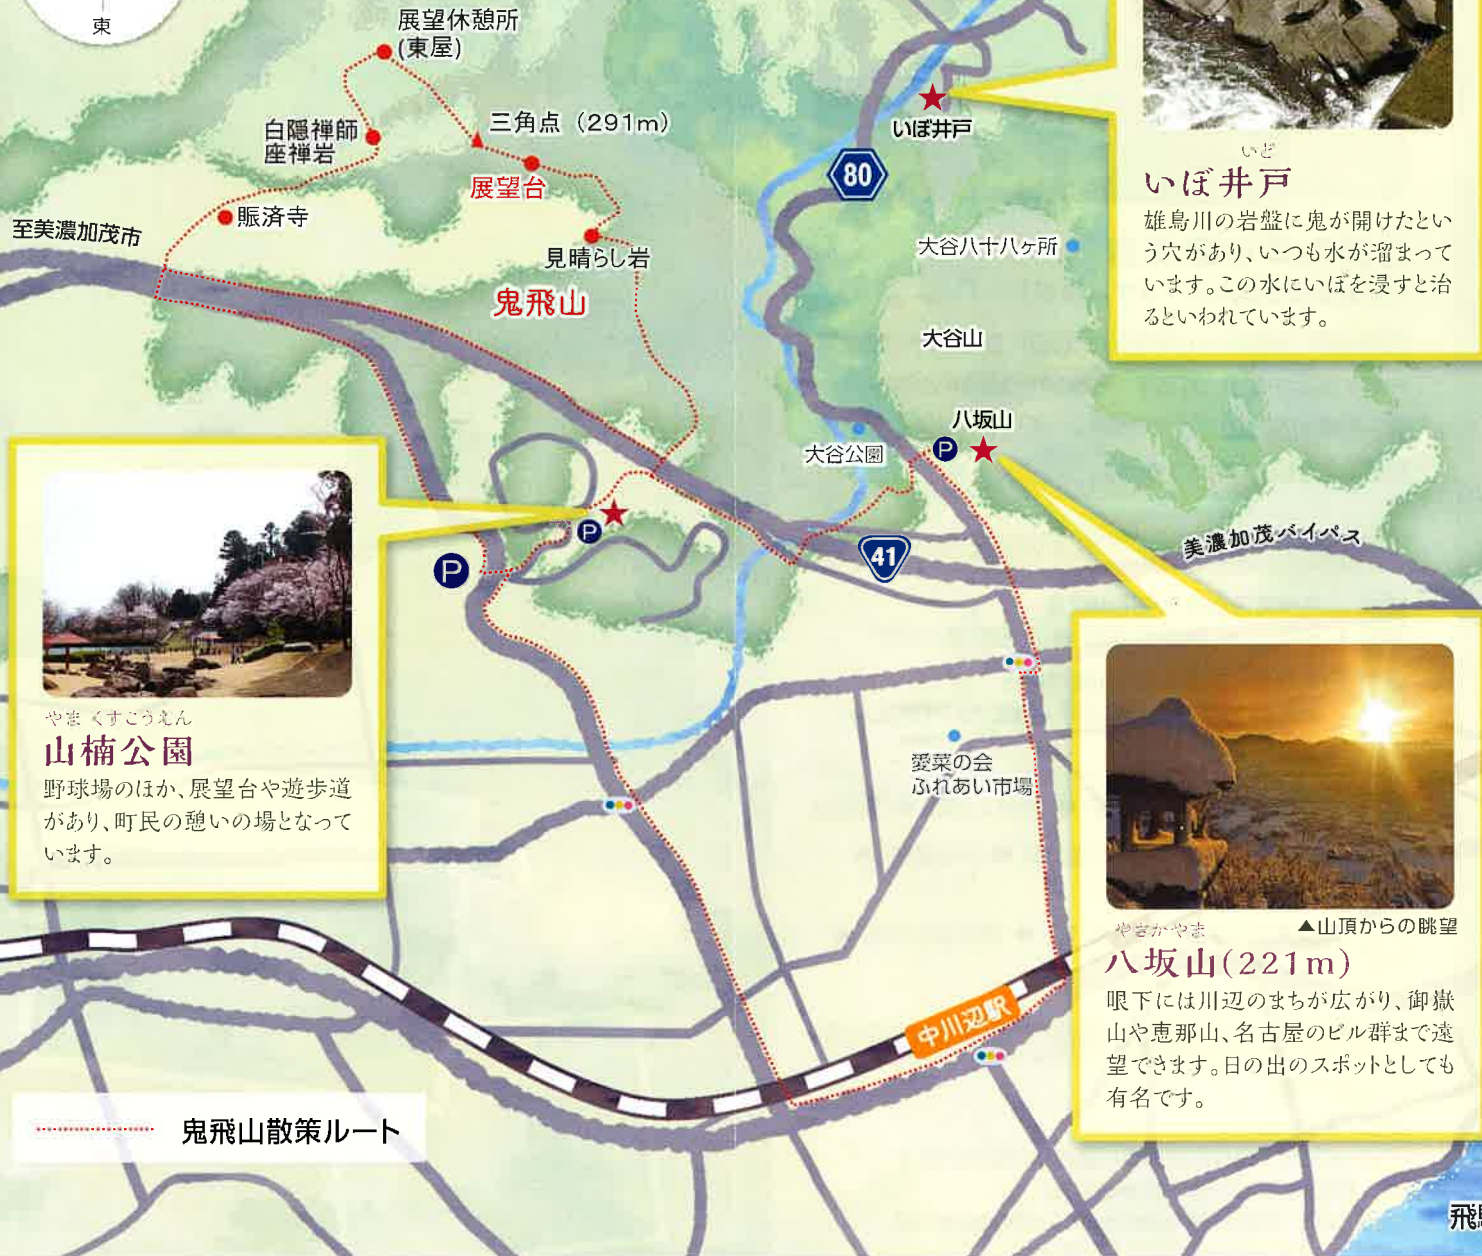 東
展望休憩所
(東屋)
三角点（291m）
白隠禅師
座禅岩
展望台
賑済寺
至美濃加茂市
見晴らし岩
鬼飛山
いぼ井戸
80
大谷八十八ヶ所
大谷山
八坂山
P
大谷公園
P
P
41
美濃加茂バイパス
愛菜の会
ふれあい市場
中川辺駅
鬼飛山散策ルート
いど
いぼ井戸
雄鳥川の岩盤に鬼が開けたとい
う穴があり、いつも水が溜まって
います。この水にいぼを浸すと治
るといわれています。
やまくすこうえん
山楠公園
野球場のほか、展望台や遊歩道
があり、町民の憩いの場となって
います。
▲山頂からの眺望
やさかやま
八坂山(221m)
眼下には川辺のまちが広がり、御嶽
山や恵那山、名古屋のビル群まで遠
望できます。日の出のスポットとしても
有名です。